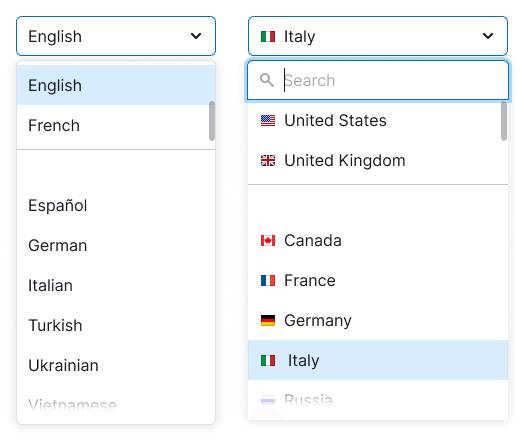 English
English
French
Español
German
Italian
Turkish
Ukrainian
Vietnamese
Italy
Search
United States
United Kingdom
Canada
France
Germany
Italy
Russia